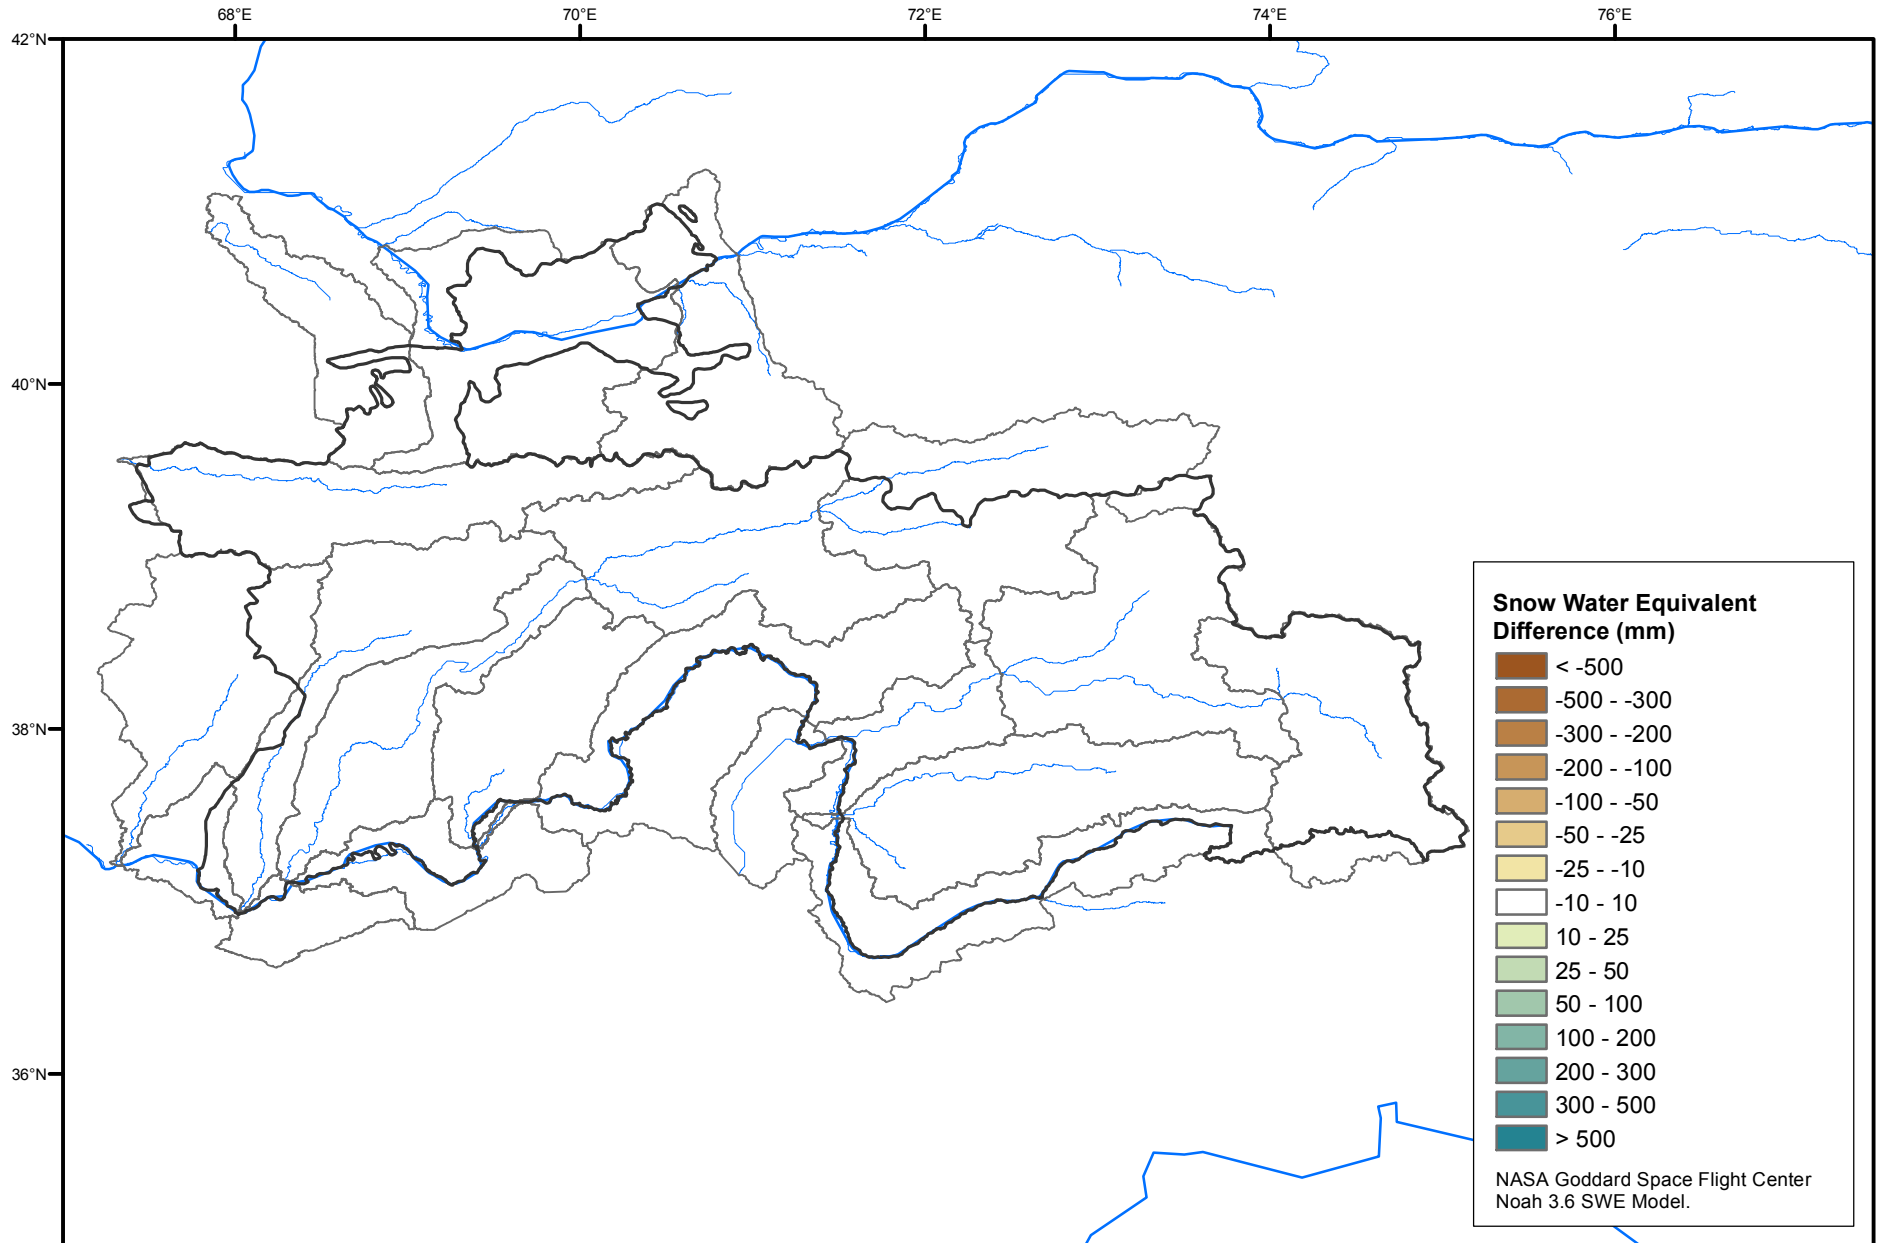 68°E
70°E
72°E
74°E
76°E
42°N
40°N
38°N
36°N
Snow Water Equivalent
Difference (mm)
< -500
-500 - -300
-300 - -200
-200 - -100
-100 - -50
-50 - -25
-25 - -10
-10 - 10
10 - 25
25 - 50
50 - 100
100 - 200
200 - 300
300 - 500
> 500
NASA Goddard Space Flight Center
Noah 3.6 SWE Model.